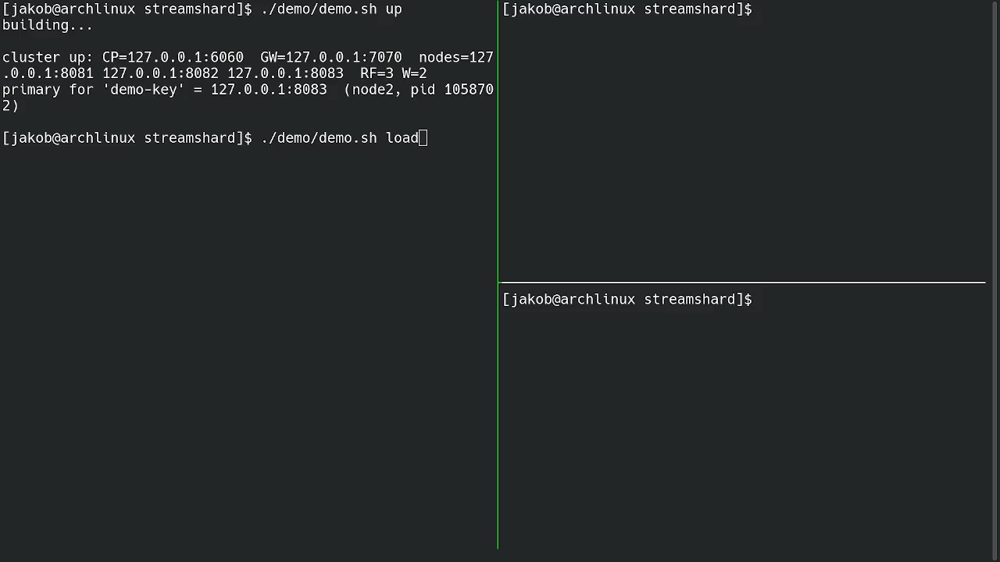 [jakob@archlinux streamshard]$ ./demo/demo.sh up
building...
cluster up: CP=127.0.0.1:6060  GW=127.0.0.1:7070  nodes=127
.0.0.1:8081 127.0.0.1:8082 127.0.0.1:8083  RF=3 W=2
primary for 'demo-key' = 127.0.0.1:8083  (node2, pid 105870
2)
[jakob@archlinux streamshard]$ ./demo/demo.sh load
[jakob@archlinux streamshard]$
[jakob@archlinux streamshard]$